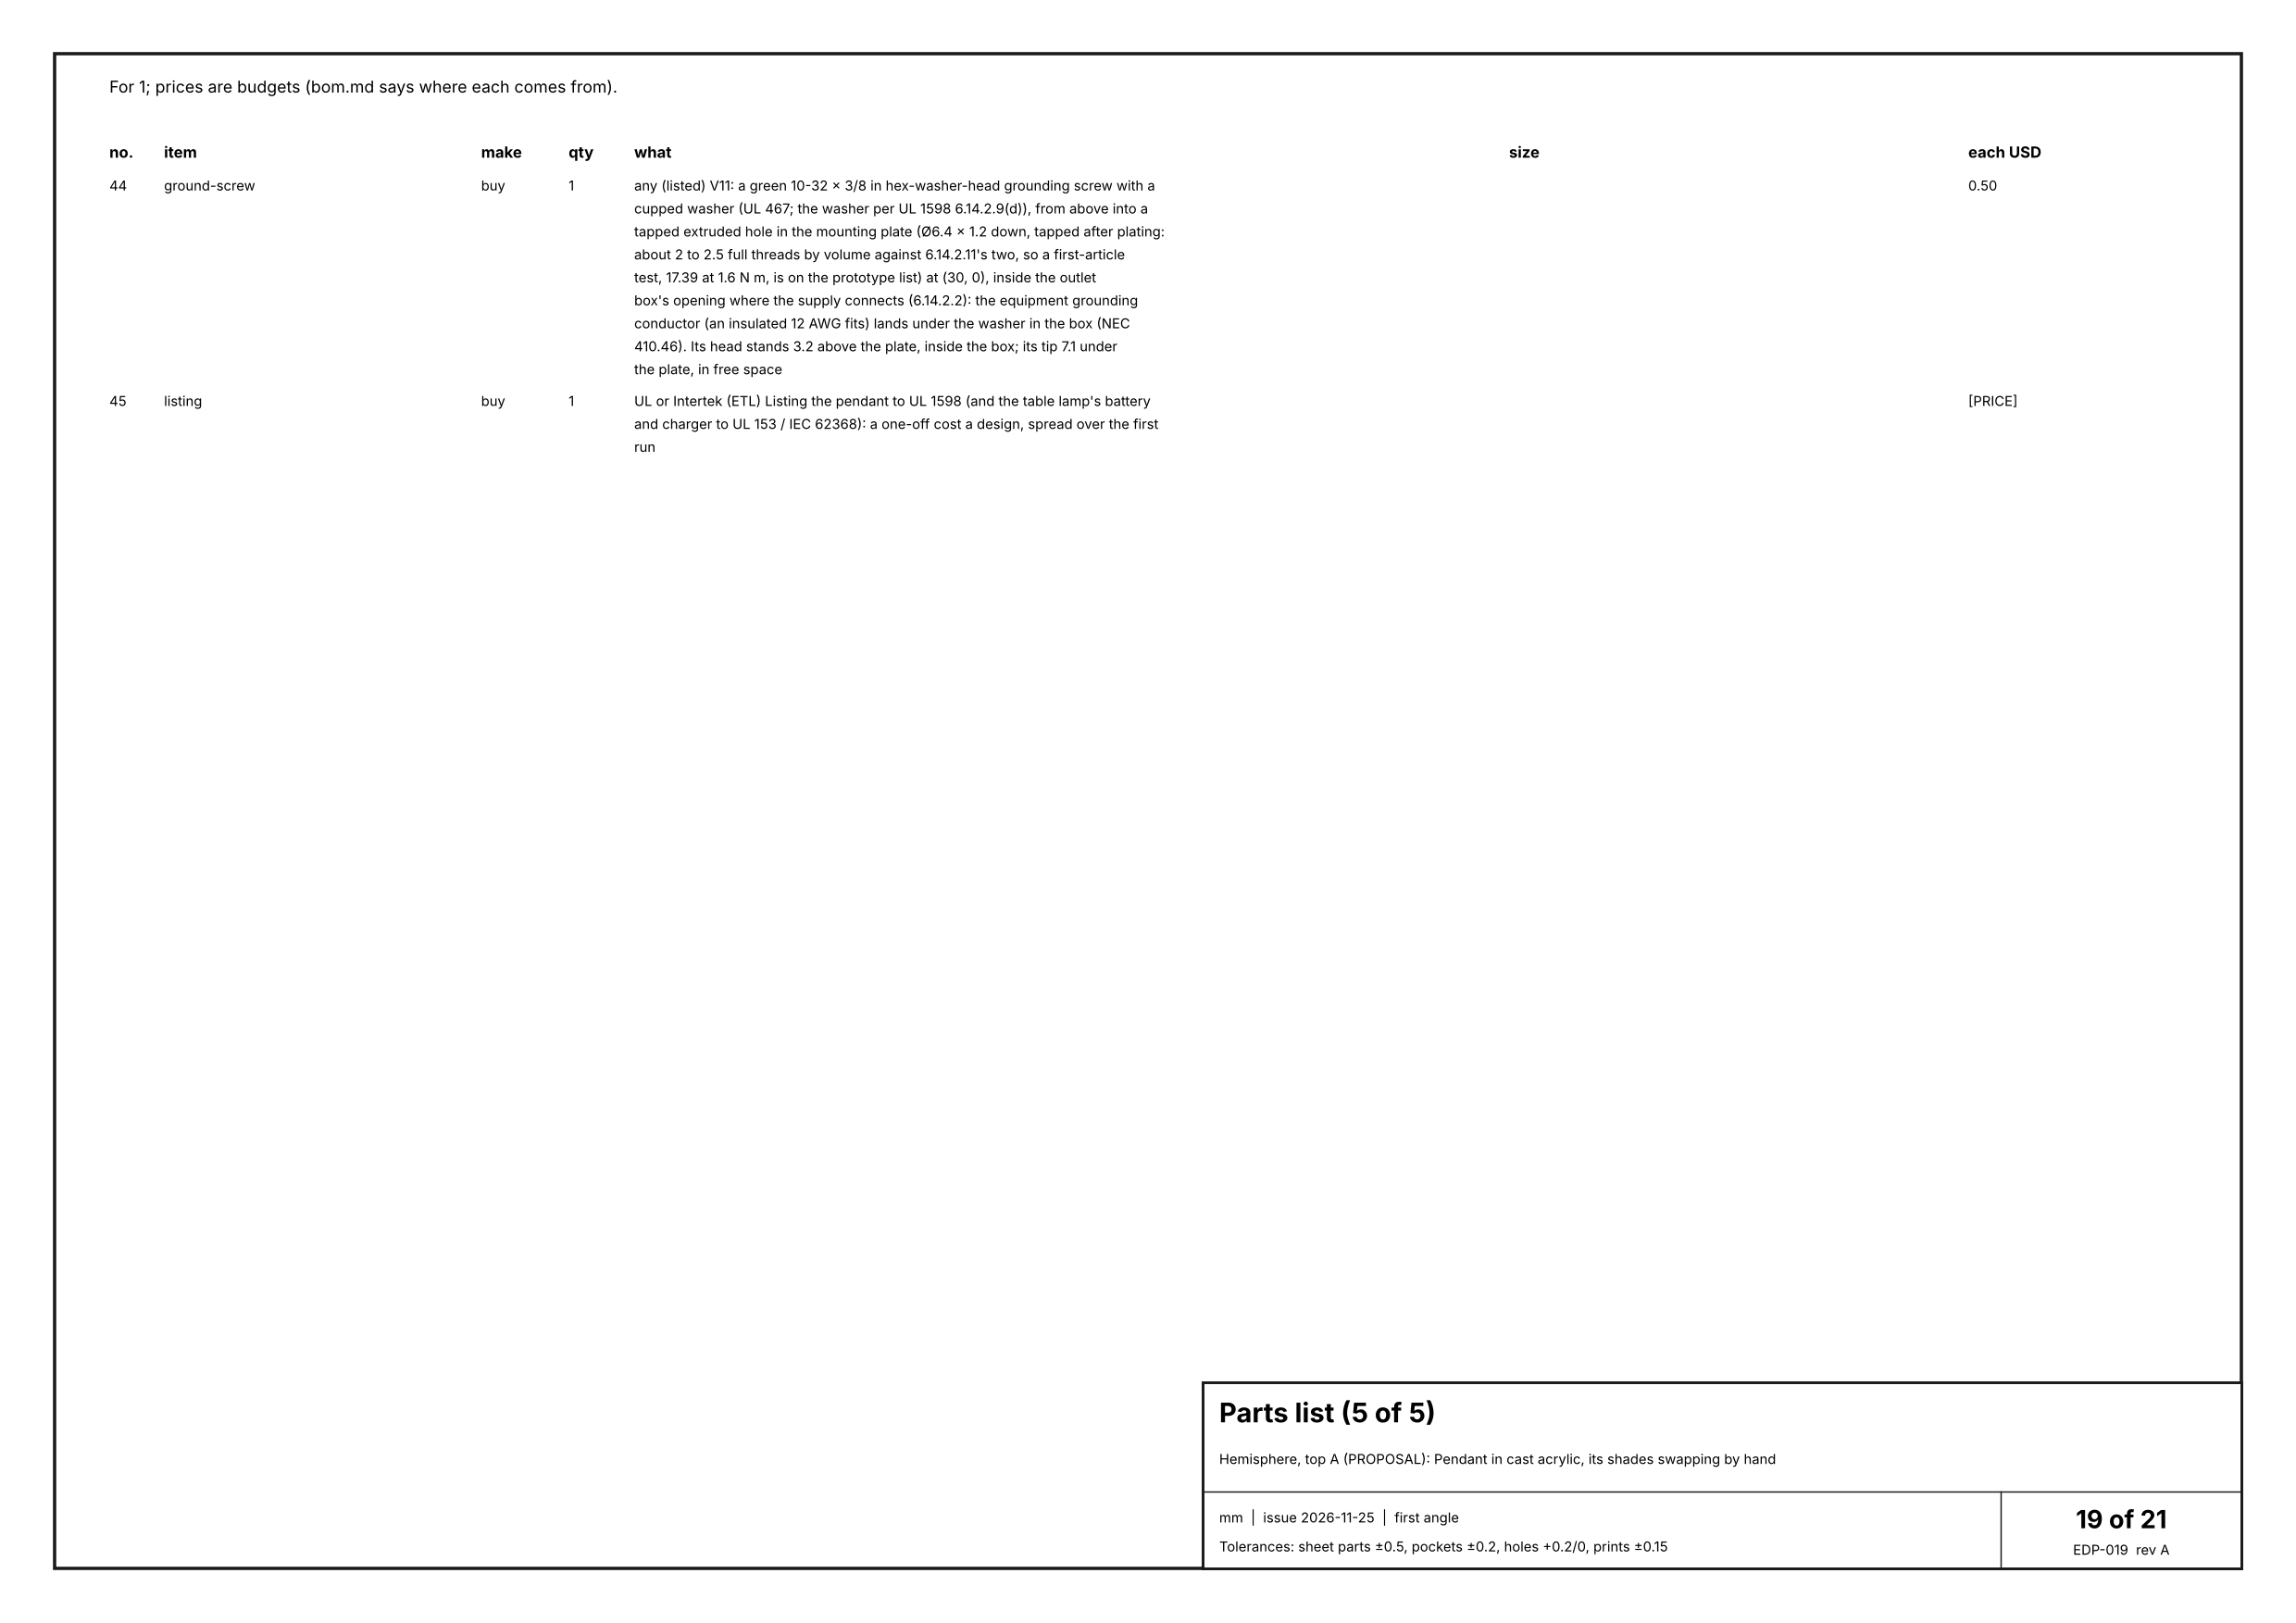 For 1; prices are budgets (bom.md says where each comes from).
no. item make qty what size each USD
44 ground-screw buy 1 any (listed) V11: a green 10-32 × 3/8 in hex-washer-head grounding screw with a 0.50
cupped washer (UL 467; the washer per UL 1598 6.14.2.9(d)), from above into a
tapped extruded hole in the mounting plate (Ø6.4 × 1.2 down, tapped after plating:
about 2 to 2.5 full threads by volume against 6.14.2.11's two, so a first-article
test, 17.39 at 1.6 N m, is on the prototype list) at (30, 0), inside the outlet
box's opening where the supply connects (6.14.2.2): the equipment grounding
conductor (an insulated 12 AWG fits) lands under the washer in the box (NEC
410.46). Its head stands 3.2 above the plate, inside the box; its tip 7.1 under
the plate, in free space
45 listing buy 1 UL or Intertek (ETL) Listing the pendant to UL 1598 (and the table lamp's battery [PRICE]
and charger to UL 153 / IEC 62368): a one-off cost a design, spread over the first
run
Parts list (5 of 5)
Hemisphere, top A (PROPOSAL): Pendant in cast acrylic, its shades swapping by hand
mm | issue 2026-11-25 | first angle
Tolerances: sheet parts ±0.5, pockets ±0.2, holes +0.2/0, prints ±0.15
19 of 21
EDP-019 rev A